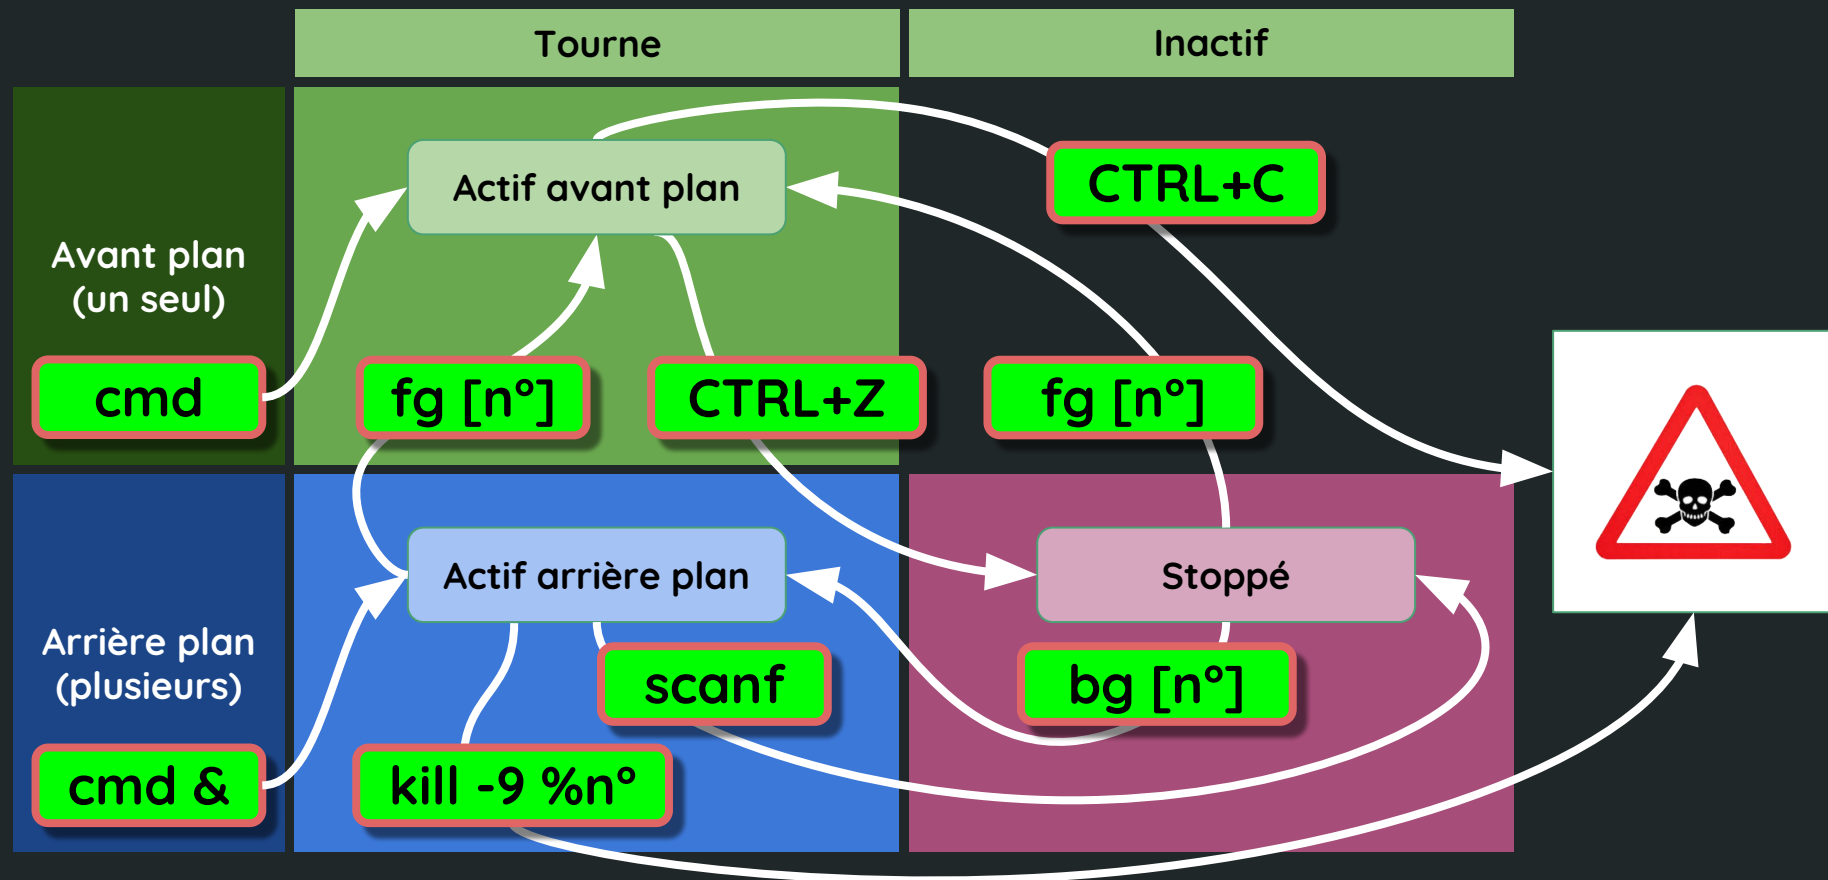 Tourne
Inactif
Actif avant plan
CTRL+C
Avant plan
(un seul)
cmd
fg [n°]
CTRL+Z
fg [n°]
Actif arrière plan
Stoppé
Arrière plan
(plusieurs)
scanf
bg [n°]
cmd &
kill -9 %n°